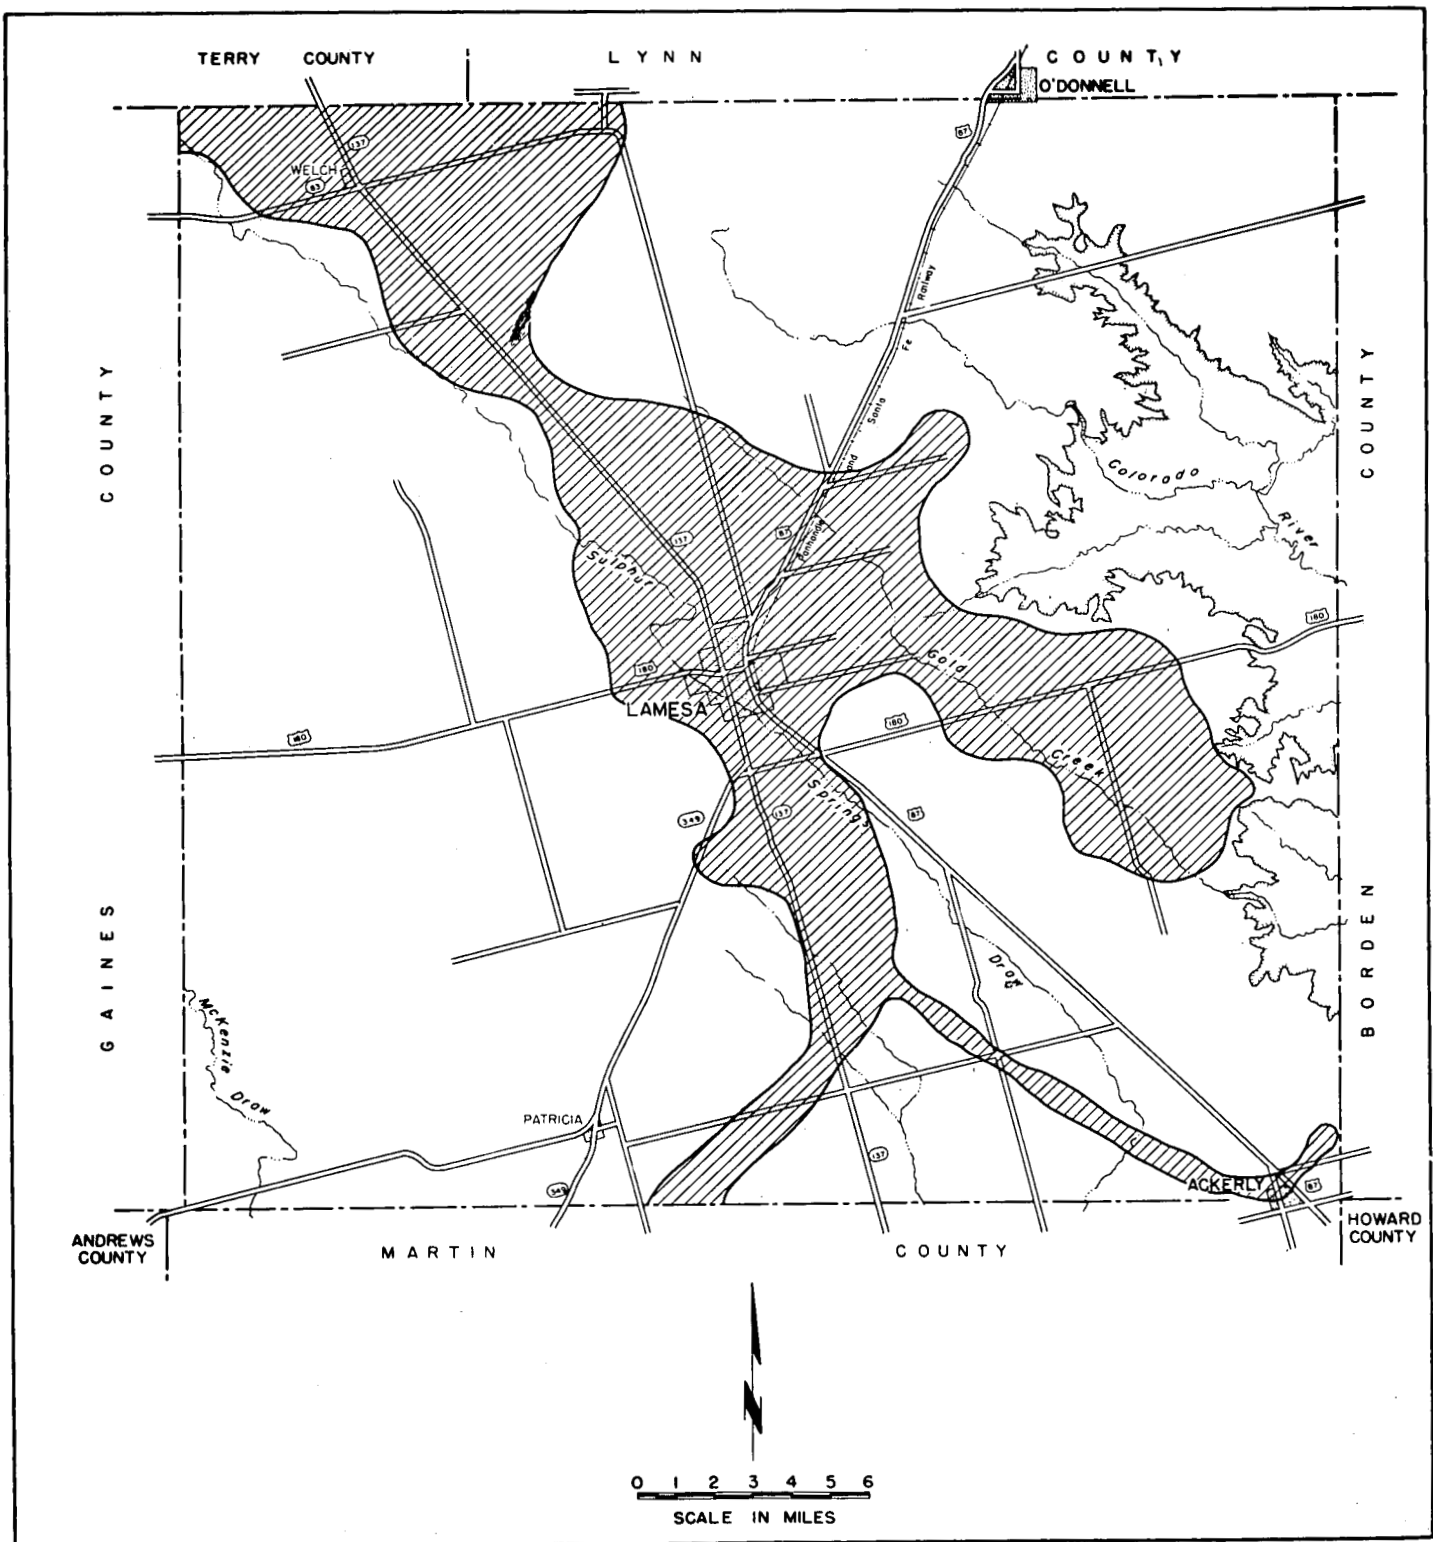 TERRY COUNTY
LYNN COUNTY
O'DONNELL
87
137
WELCH
83
Railway
Fe
Santa
and
Panhandle
87
137
COUNTY
COUNTY
Colorado
River
Sulphur
180
180
LAMESA
Gold
180
180
Creek
Springs
349
137
87
GAINES
BORDEN
Draw
McKenzie
Draw
PATRICIA
137
349
ACKERLY
87
ANDREWS
COUNTY
MARTIN COUNTY
HOWARD
COUNTY
N
0 1 2 3 4 5 6
SCALE IN MILES